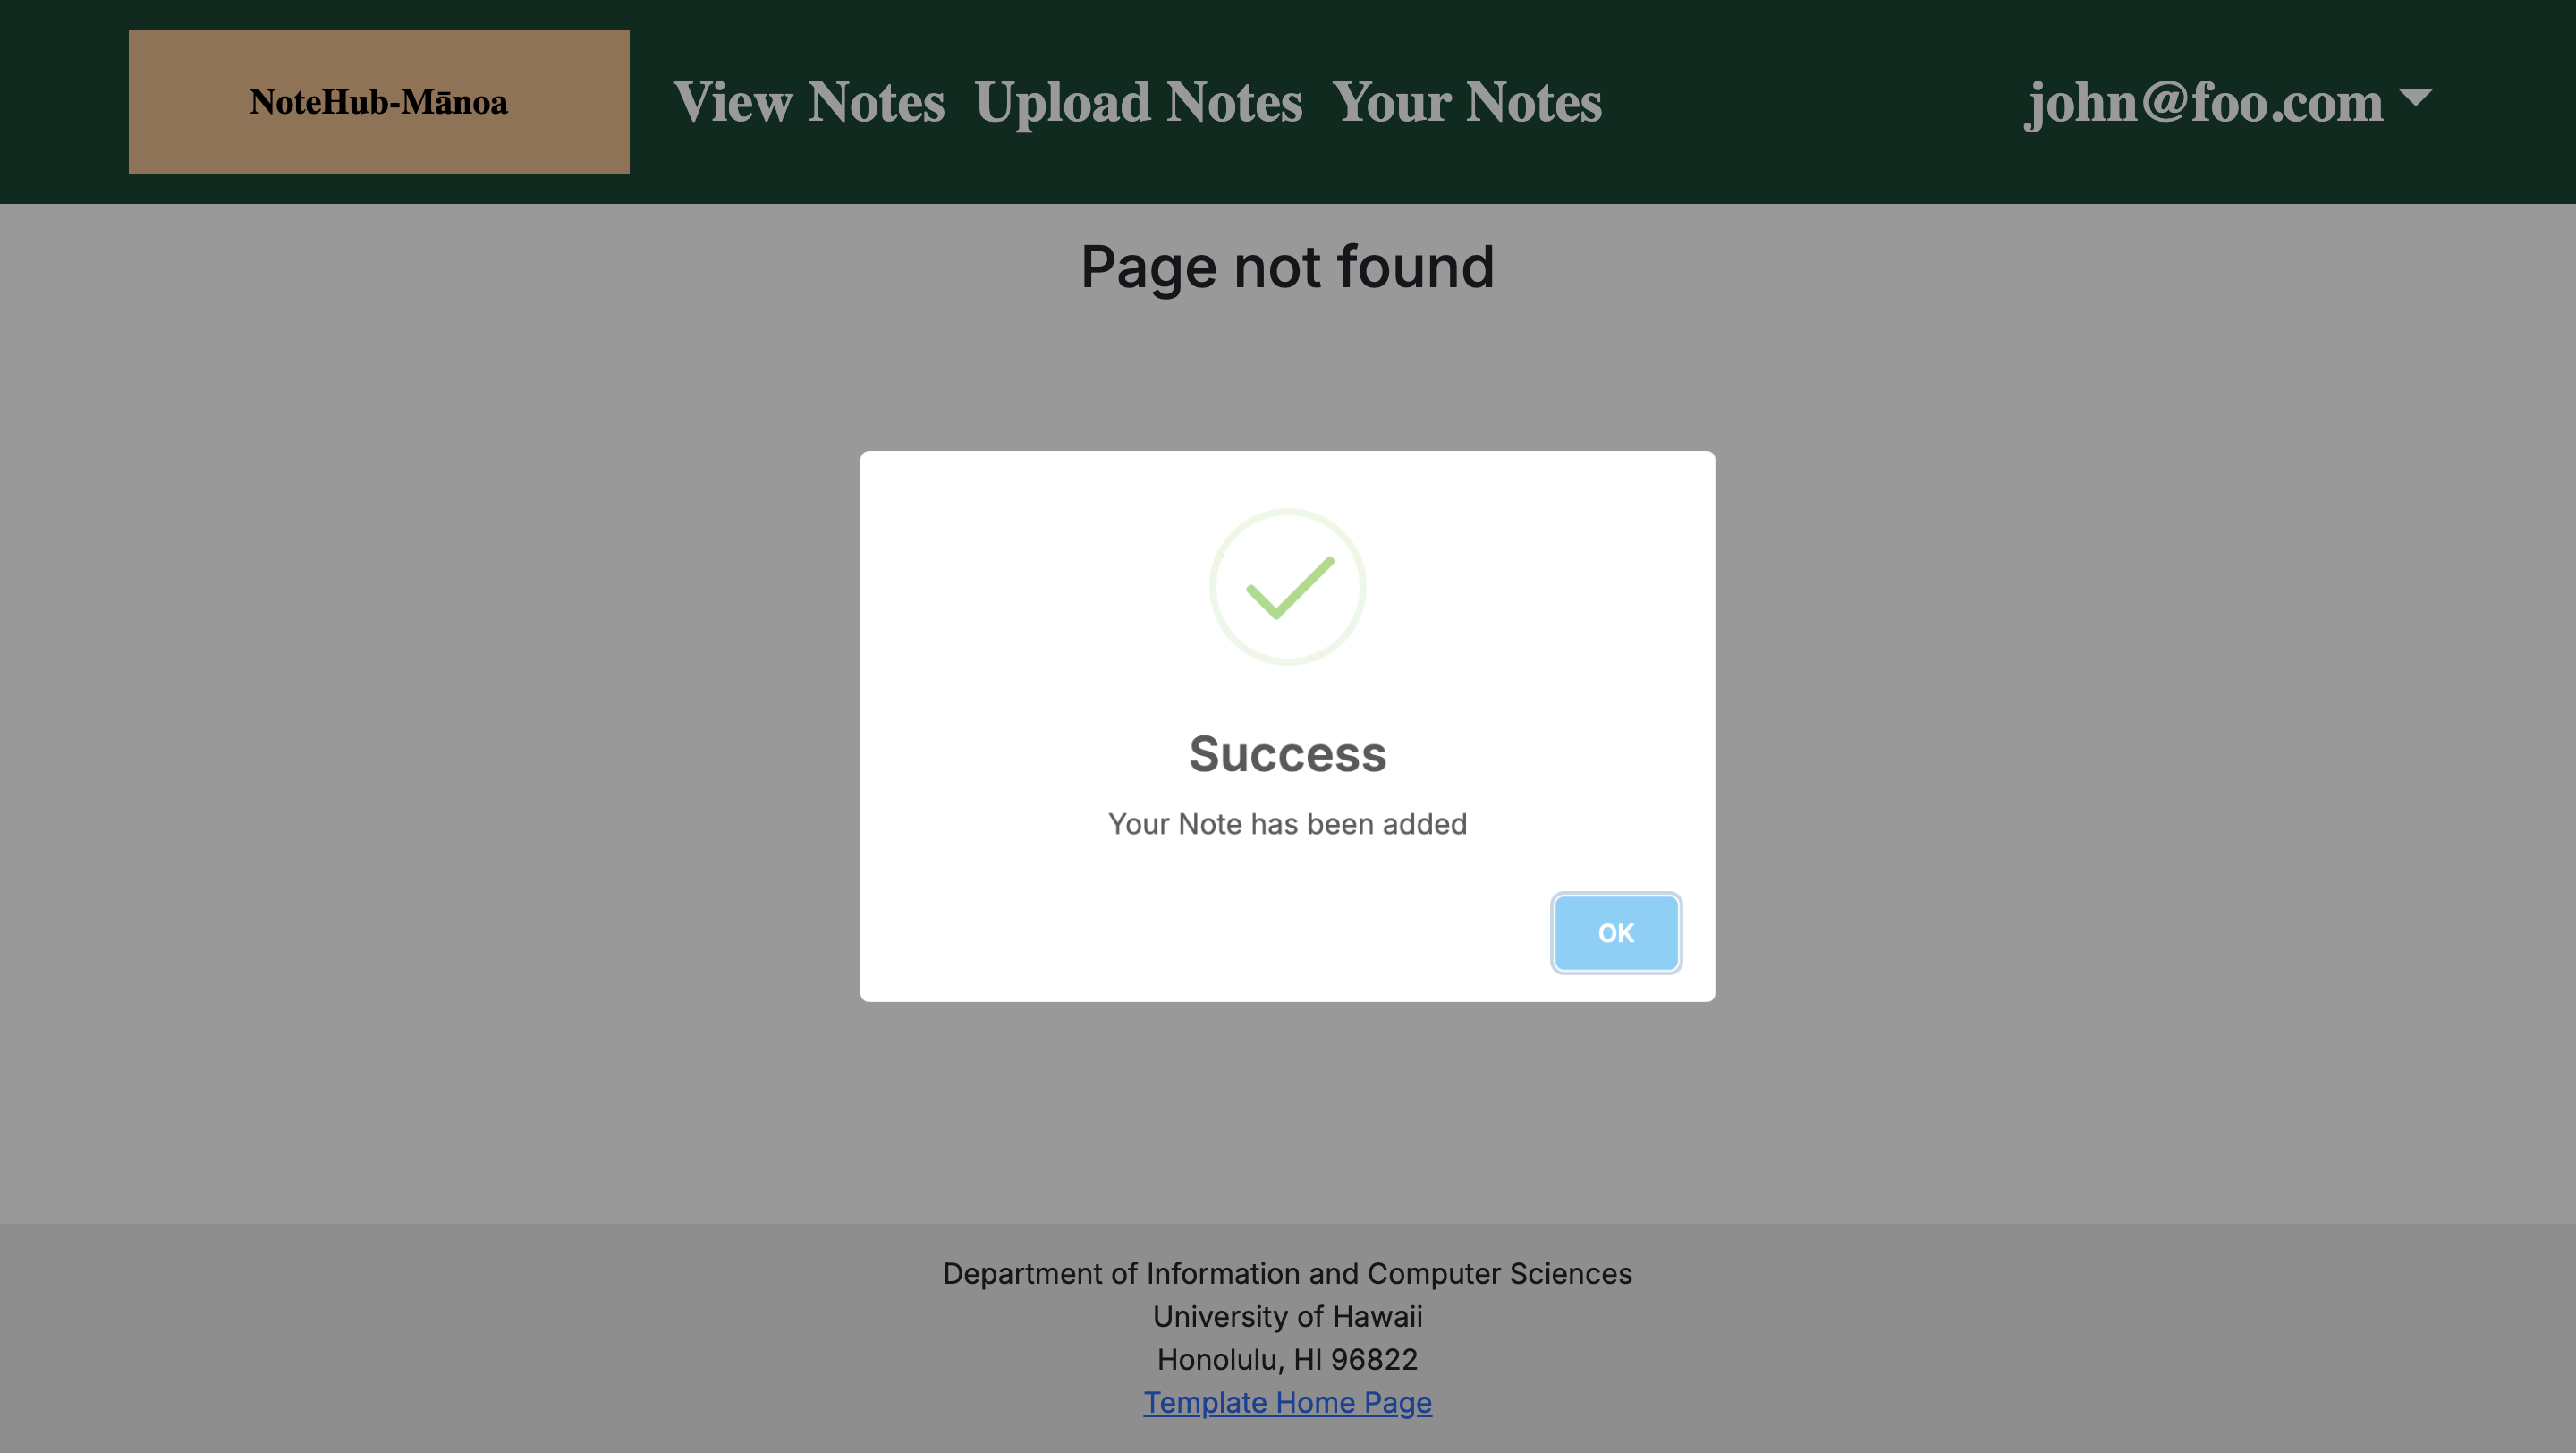 NoteHub-Mānoa
View Notes Upload Notes Your Notes
john@foo.com
Page not found
Success
Your Note has been added
OK
Department of Information and Computer Sciences
University of Hawaii
Honolulu, HI 96822
Template Home Page